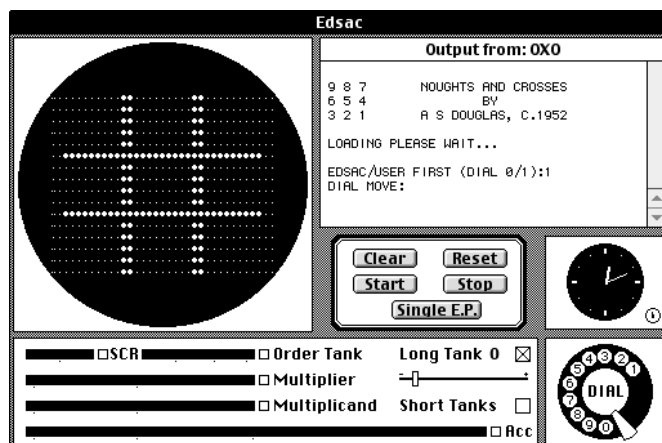 Edsac
Output from: OXO
9 8 7 NOUGHTS AND CROSSES
6 5 4 BY
3 2 1 A S DOUGLAS, C.1952
LOADING PLEASE WAIT...
EDSAC/USER FIRST (DIAL 0/1):1
DIAL MOVE:
Clear Reset
Start Stop
Single E.P.
SCR Order Tank Long Tank 0
Multiplier - +
Multiplicand Short Tanks
Acc
1 2 3 4 5 6 7 8 9 0
DIAL